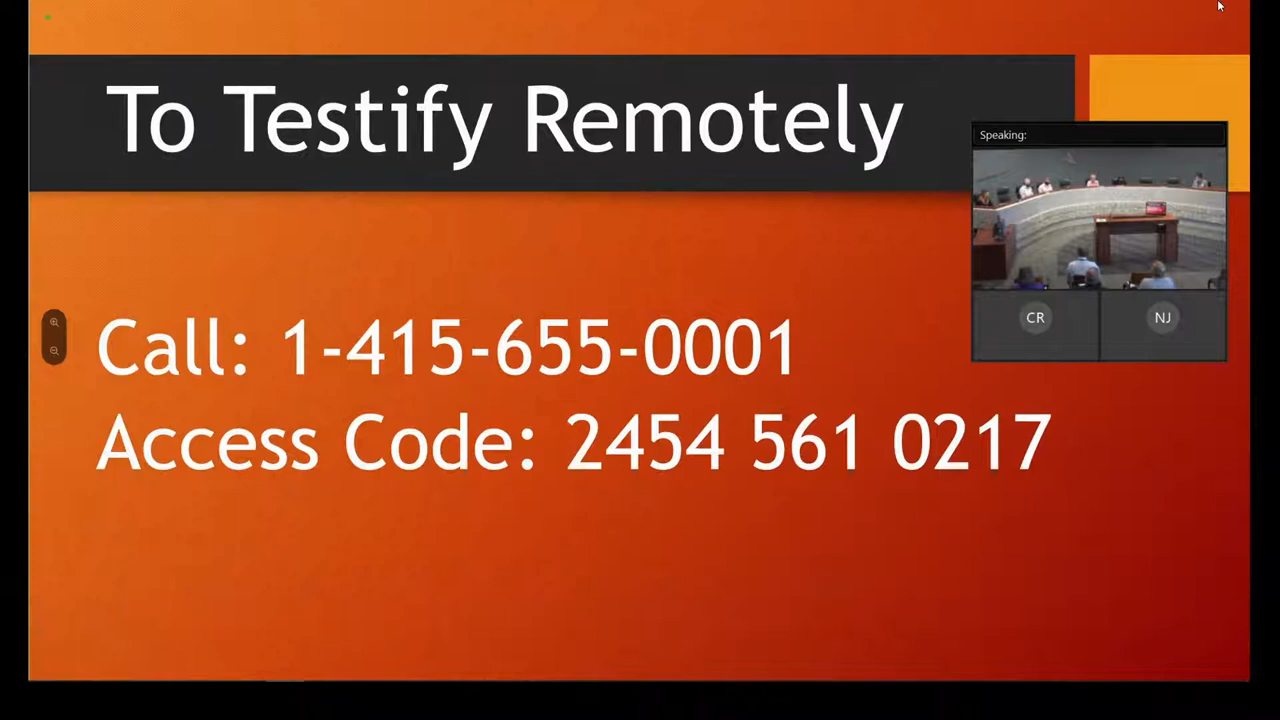 To Testify Remotely
Speaking:
CR
NJ
Call: 1-415-655-0001
Access Code: 2454 561 0217